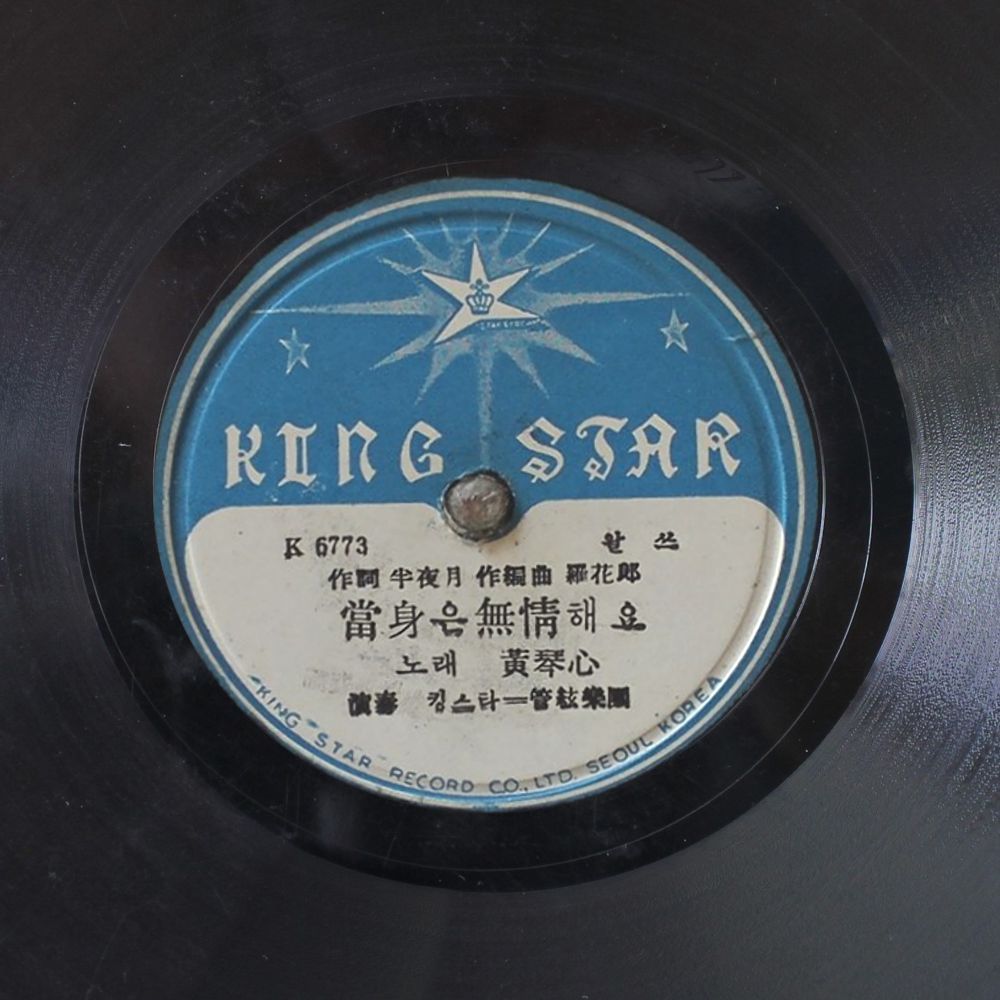 KING STAR
K 6773 왈쓰
作詞 半夜月 作編曲 羅花郎
當身은無情해요
노래 黃琴心
演奏 킹스타ー管絃樂團
KING STAR RECORD CO., LTD. SEOUL KOREA